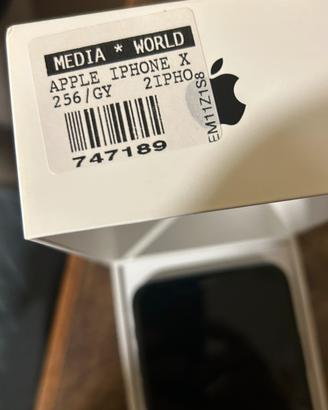 MEDIA * WORLD
APPLE IPHONE X
256/GY 2IPHO
747189
EM11Z1S8